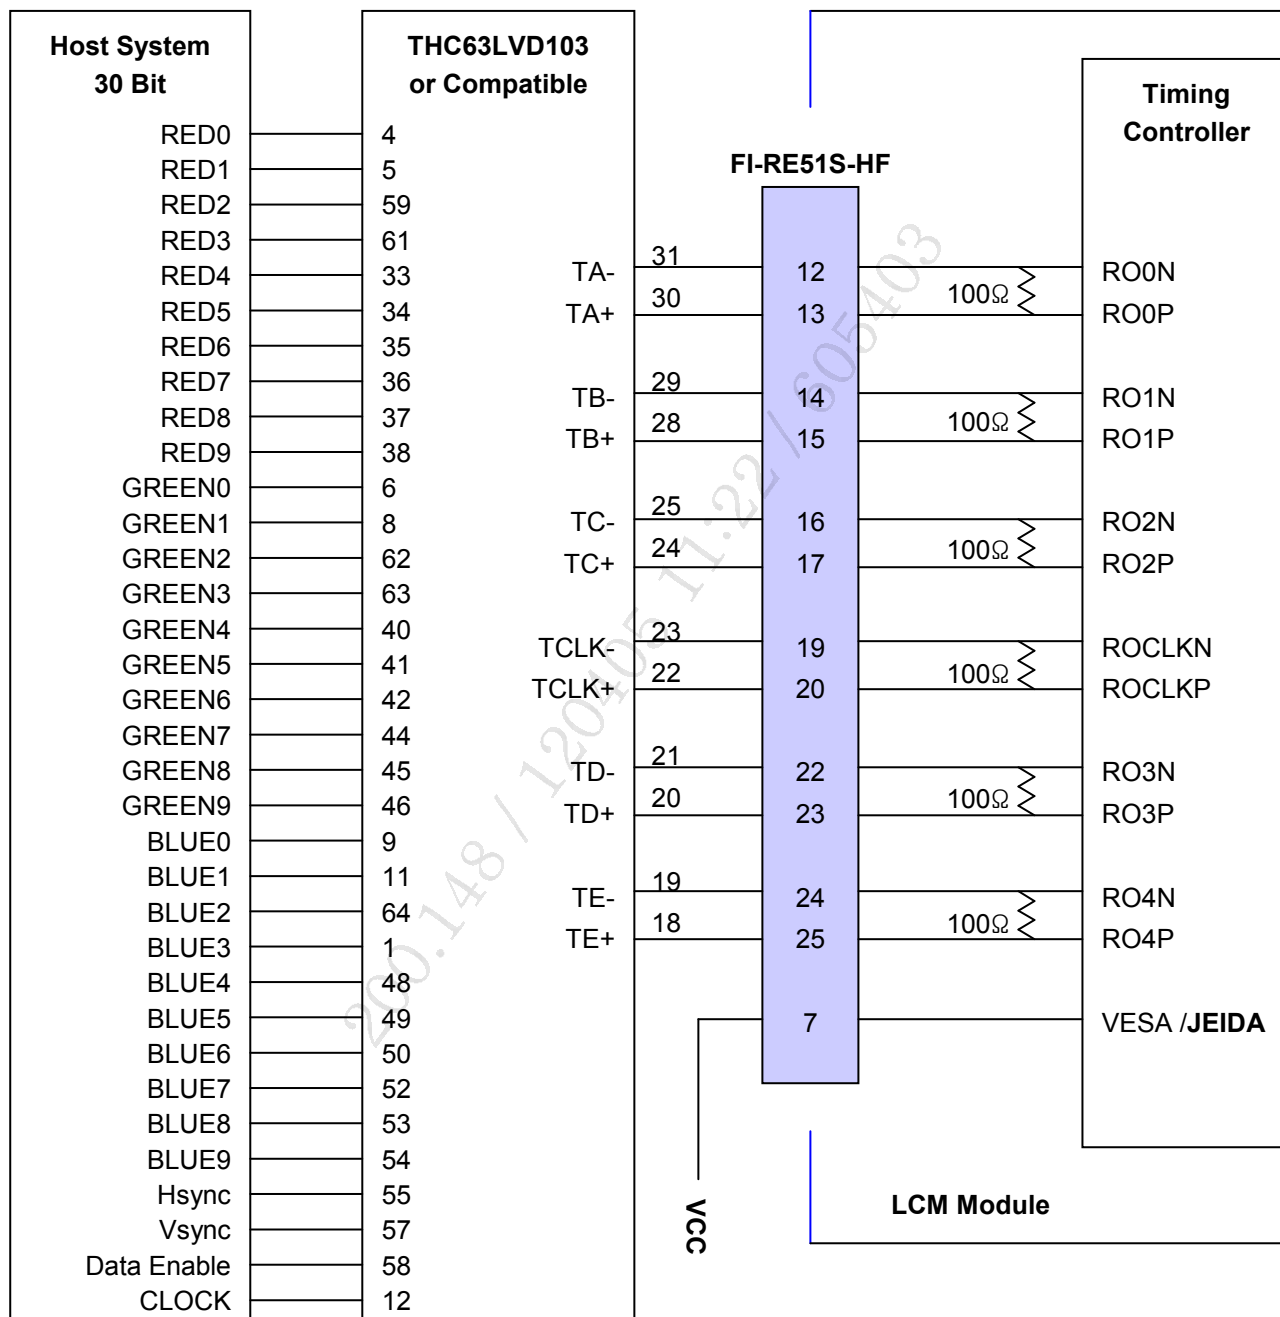 Host System
30 Bit
THC63LVD103
or Compatible
Timing
Controller
FI-RE51S-HF
RED0 4
RED1 5
RED2 59
RED3 61
RED4 33
RED5 34
RED6 35
RED7 36
RED8 37
RED9 38
GREEN0 6
GREEN1 8
GREEN2 62
GREEN3 63
GREEN4 40
GREEN5 41
GREEN6 42
GREEN7 44
GREEN8 45
GREEN9 46
BLUE0 9
BLUE1 11
BLUE2 64
BLUE3 1
BLUE4 48
BLUE5 49
BLUE6 50
BLUE7 52
BLUE8 53
BLUE9 54
Hsync 55
Vsync 57
Data Enable 58
CLOCK 12
TA- 31 12 RO0N
100Ω
TA+ 30 13 RO0P
TB- 29 14 RO1N
100Ω
TB+ 28 15 RO1P
TC- 25 16 RO2N
100Ω
TC+ 24 17 RO2P
TCLK- 23 19 ROCLKN
100Ω
TCLK+ 22 20 ROCLKP
TD- 21 22 RO3N
100Ω
TD+ 20 23 RO3P
TE- 19 24 RO4N
100Ω
TE+ 18 25 RO4P
7 VESA /JEIDA
VCC
LCM Module
200.148 / 120405 11:22 / 605403